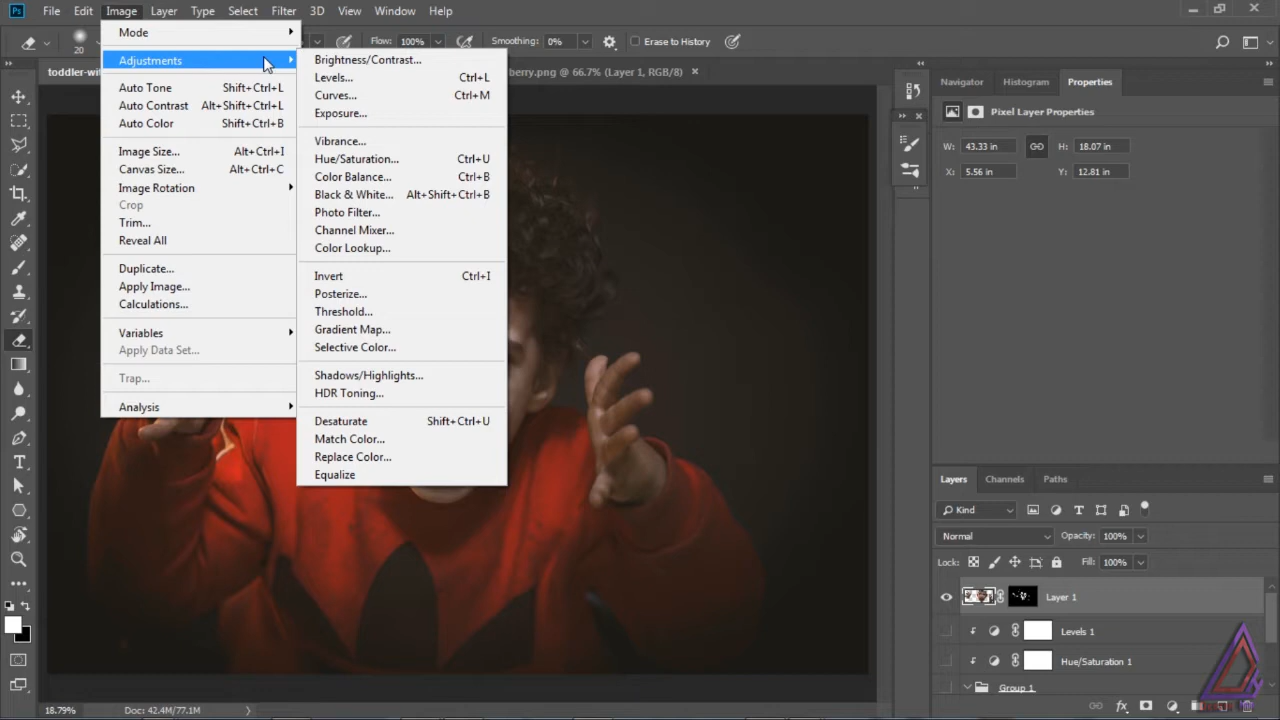 Ps File Edit Image Layer Type Select Filter 3D View Window Help
20 Flow: 100% Smoothing: 0% Erase to History
toddler-wi berry.png @ 66.7% (Layer 1, RGB/8) ×
Mode
Adjustments
Auto Tone Shift+Ctrl+L
Auto Contrast Alt+Shift+Ctrl+L
Auto Color Shift+Ctrl+B
Image Size... Alt+Ctrl+I
Canvas Size... Alt+Ctrl+C
Image Rotation
Crop
Trim...
Reveal All
Duplicate...
Apply Image...
Calculations...
Variables
Apply Data Set...
Trap...
Analysis
Brightness/Contrast...
Levels... Ctrl+L
Curves... Ctrl+M
Exposure...
Vibrance...
Hue/Saturation... Ctrl+U
Color Balance... Ctrl+B
Black & White... Alt+Shift+Ctrl+B
Photo Filter...
Channel Mixer...
Color Lookup...
Invert Ctrl+I
Posterize...
Threshold...
Gradient Map...
Selective Color...
Shadows/Highlights...
HDR Toning...
Desaturate Shift+Ctrl+U
Match Color...
Replace Color...
Equalize
Navigator Histogram Properties
Pixel Layer Properties
W: 43.33 in H: 18.07 in
X: 5.56 in Y: 12.81 in
Layers Channels Paths
Kind
Normal Opacity: 100%
Lock: Fill: 100%
Layer 1
Levels 1
Hue/Saturation 1
Group 1
18.79% Doc: 42.4M/77.1M